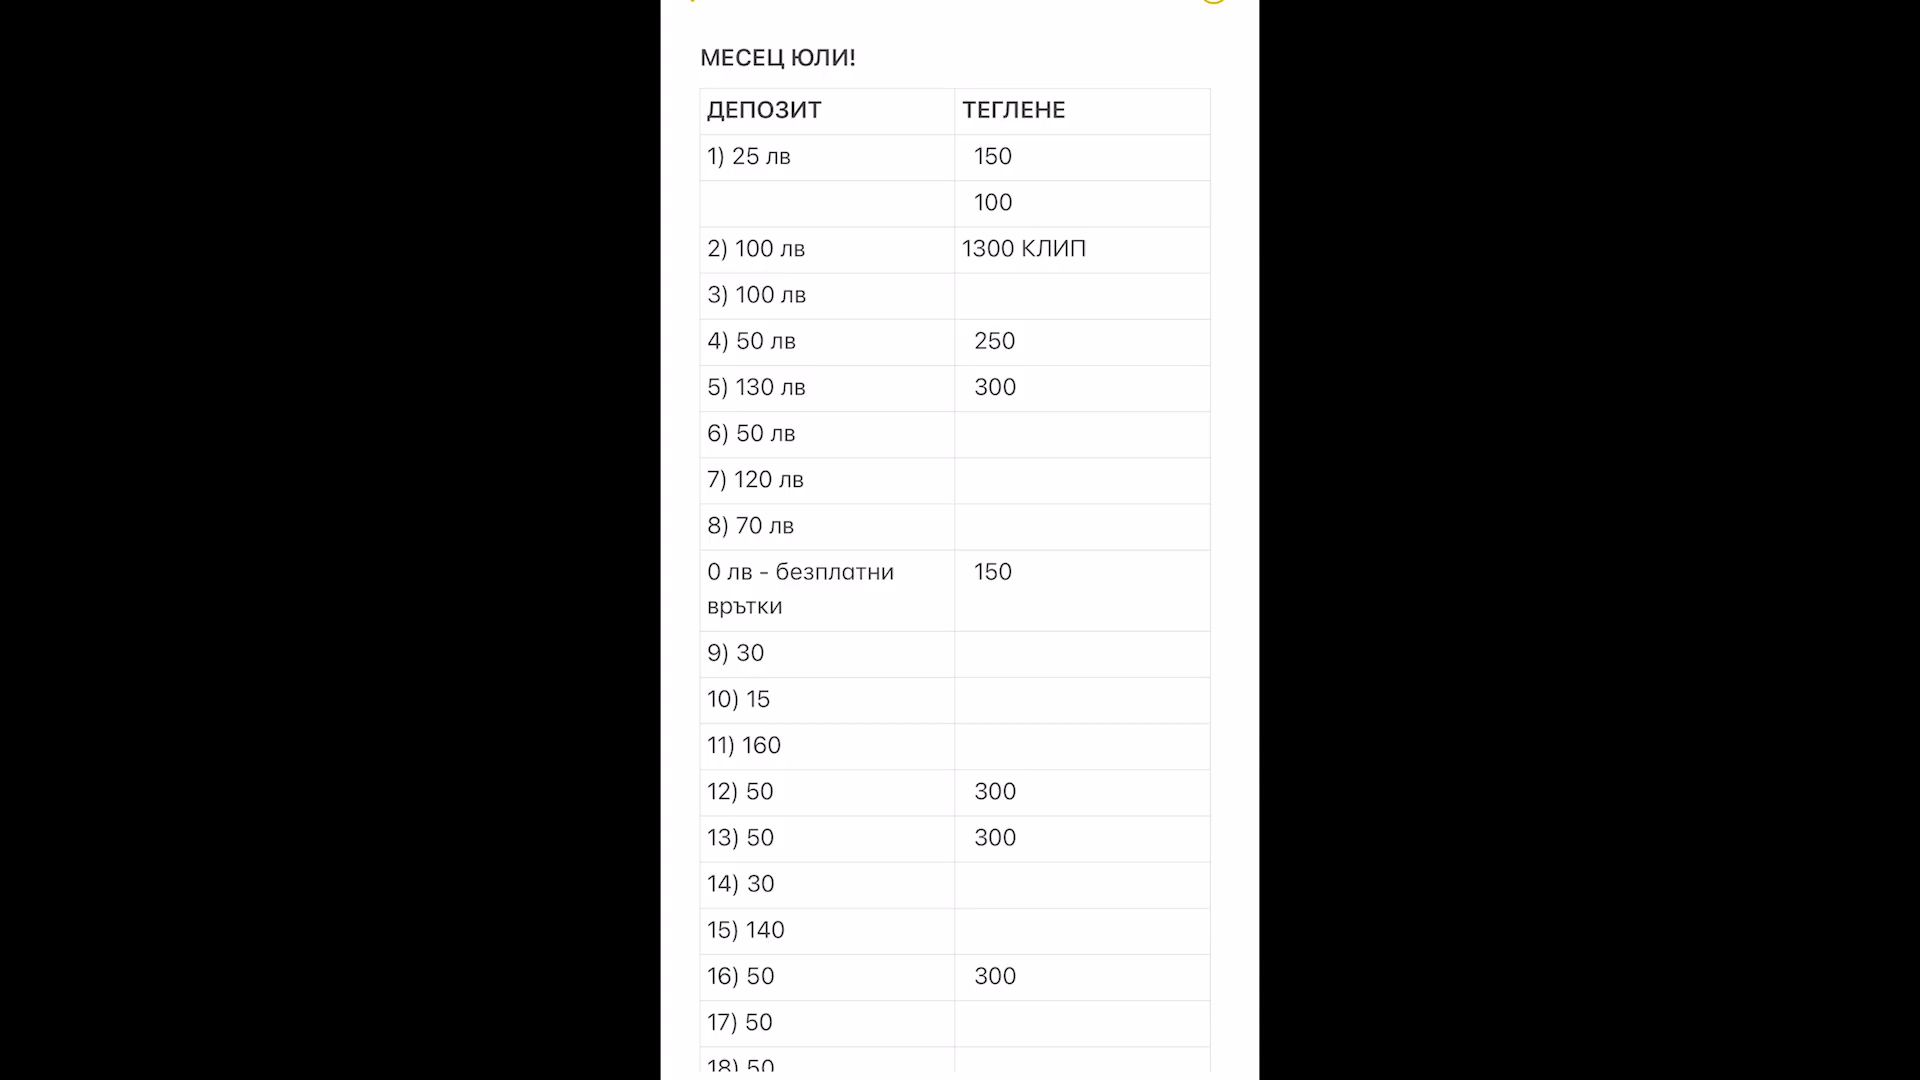 МЕСЕЦ ЮЛИ!
ДЕПОЗИТ ТЕГЛЕНЕ
1) 25 лв 150
100
2) 100 лв 1300 КЛИП
3) 100 лв
4) 50 лв 250
5) 130 лв 300
6) 50 лв
7) 120 лв
8) 70 лв
0 лв - безплатни 150
врътки
9) 30
10) 15
11) 160
12) 50 300
13) 50 300
14) 30
15) 140
16) 50 300
17) 50
18) 50